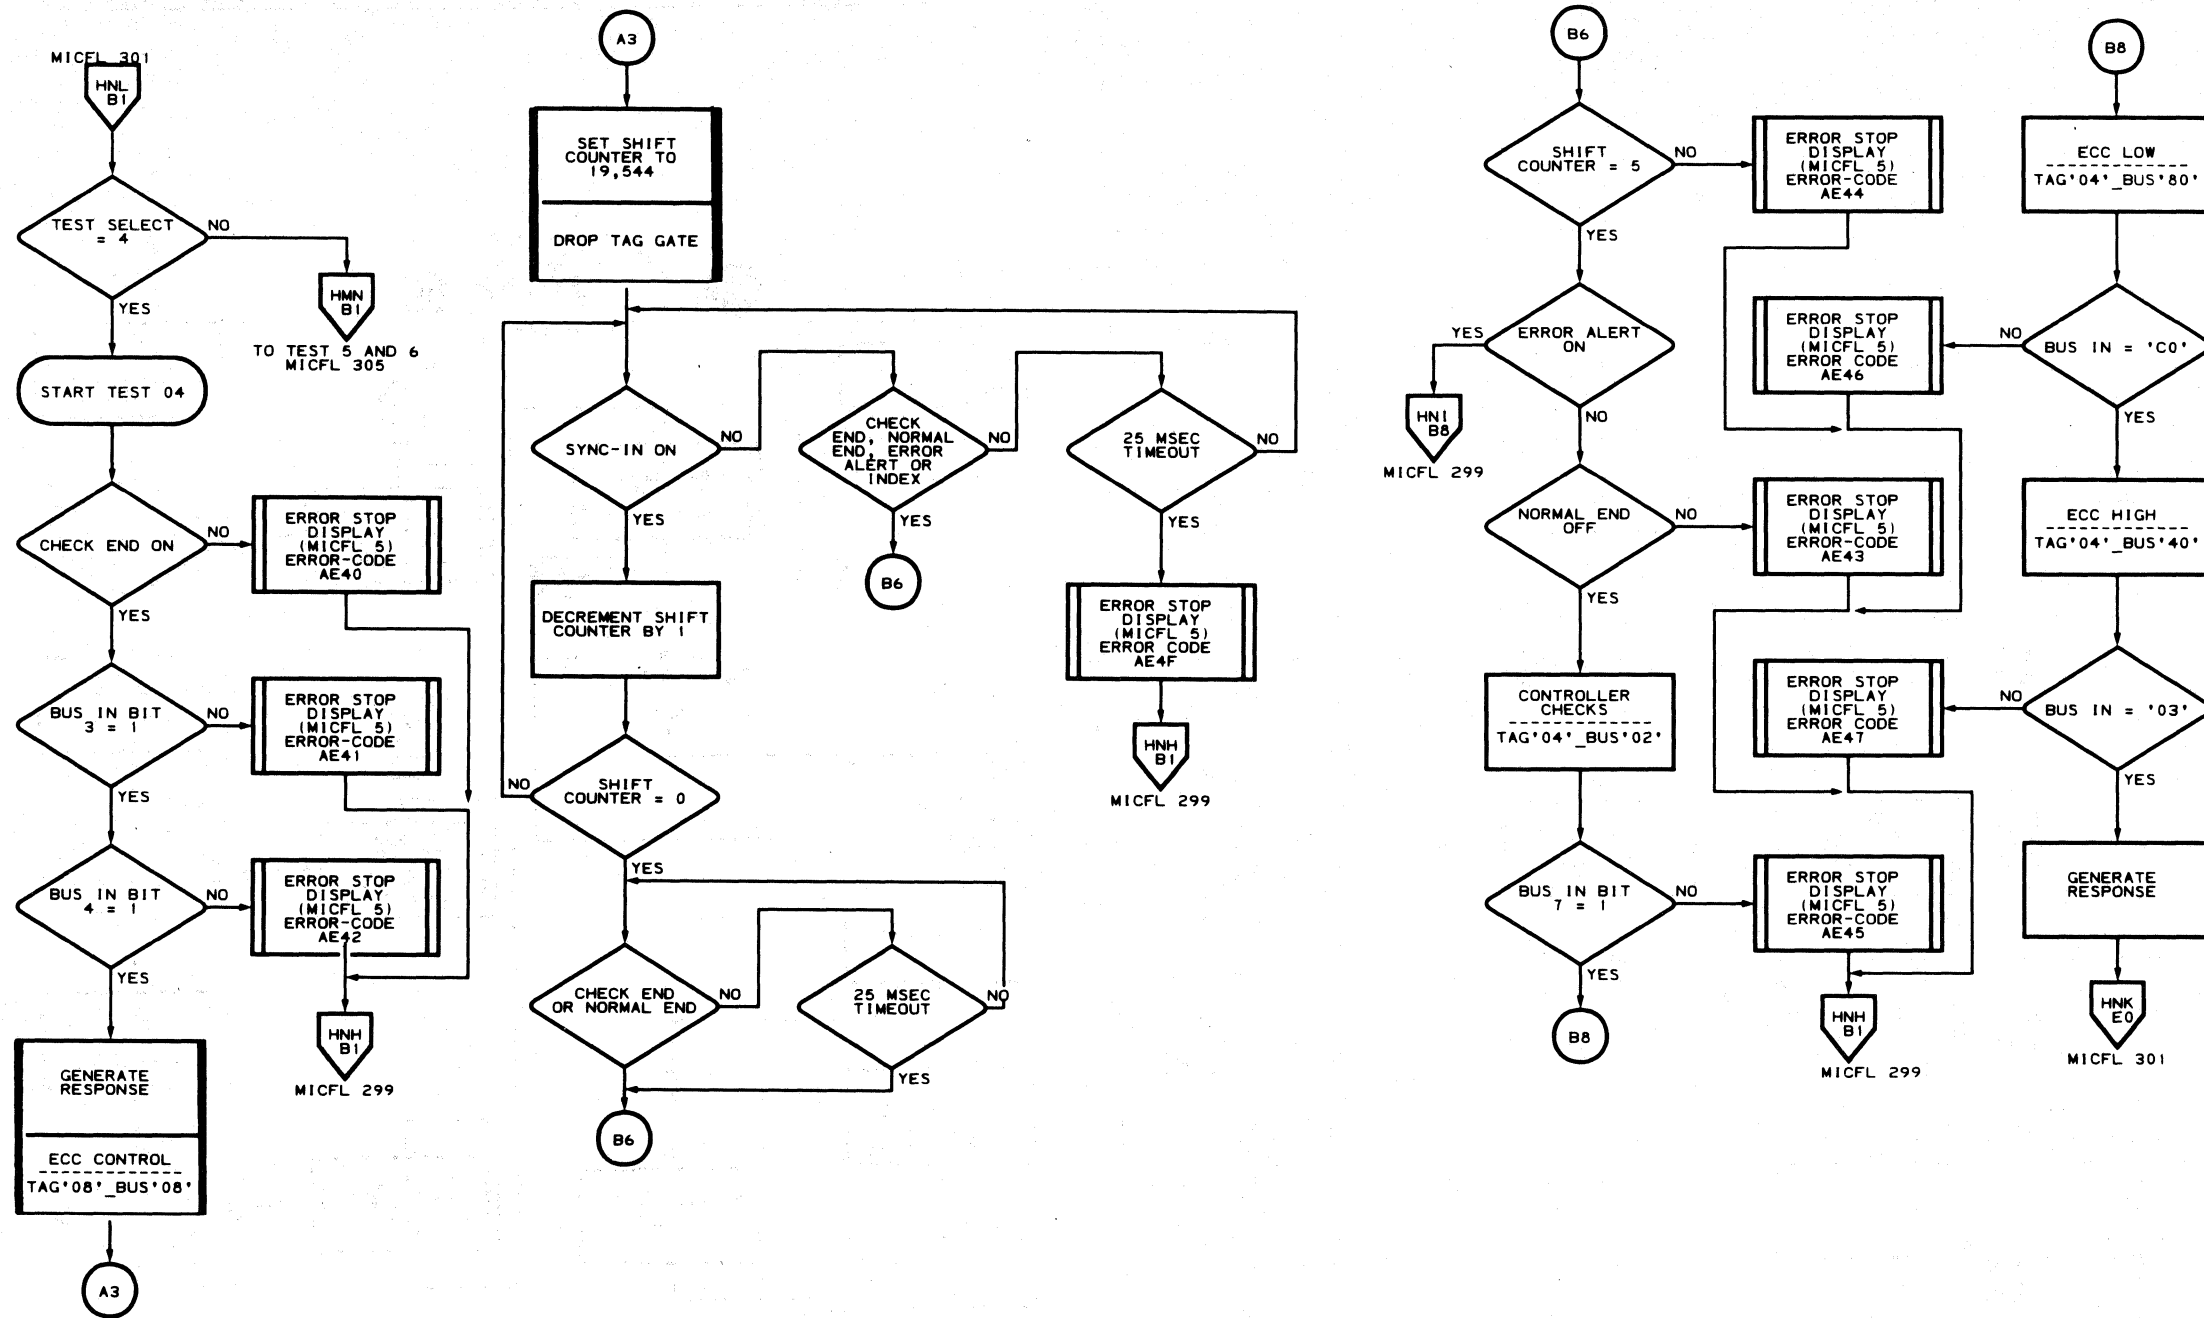 MICFL 301
HNL
B1
TEST SELECT
= 4
NO
YES
HMN
B1
TO TEST 5 AND 6
MICFL 305
START TEST 04
CHECK END ON
NO
YES
ERROR STOP
DISPLAY
(MICFL 5)
ERROR-CODE
AE40
BUS IN BIT
3 = 1
NO
YES
ERROR STOP
DISPLAY
(MICFL 5)
ERROR-CODE
AE41
BUS IN BIT
4 = 1
NO
YES
ERROR STOP
DISPLAY
(MICFL 5)
ERROR-CODE
AE42
HNH
B1
MICFL 299
GENERATE
RESPONSE
ECC CONTROL
TAG'08'_BUS'08'
A3
A3
SET SHIFT
COUNTER TO
19,544
DROP TAG GATE
SYNC-IN ON
NO
YES
CHECK
END, NORMAL
END, ERROR
ALERT OR
INDEX
NO
YES
B6
25 MSEC
TIMEOUT
NO
YES
ERROR STOP
DISPLAY
(MICFL 5)
ERROR CODE
AE4F
HNH
B1
MICFL 299
DECREMENT SHIFT
COUNTER BY 1
SHIFT
COUNTER = 0
NO
YES
CHECK END
OR NORMAL END
NO
25 MSEC
TIMEOUT
NO
YES
B6
B6
SHIFT
COUNTER = 5
NO
YES
ERROR STOP
DISPLAY
(MICFL 5)
ERROR-CODE
AE44
ERROR ALERT
ON
YES
NO
HNI
B8
MICFL 299
NORMAL END
OFF
NO
YES
ERROR STOP
DISPLAY
(MICFL 5)
ERROR-CODE
AE43
CONTROLLER
CHECKS
TAG'04'_BUS'02'
BUS IN BIT
7 = 1
NO
YES
ERROR STOP
DISPLAY
(MICFL 5)
ERROR-CODE
AE45
HNH
B1
MICFL 299
B8
B8
ECC LOW
TAG'04'_BUS'80'
BUS IN = 'C0'
NO
YES
ERROR STOP
DISPLAY
(MICFL 5)
ERROR CODE
AE46
ECC HIGH
TAG'04'_BUS'40'
BUS IN = '03'
NO
YES
ERROR STOP
DISPLAY
(MICFL 5)
ERROR CODE
AE47
GENERATE
RESPONSE
HNK
E0
MICFL 301